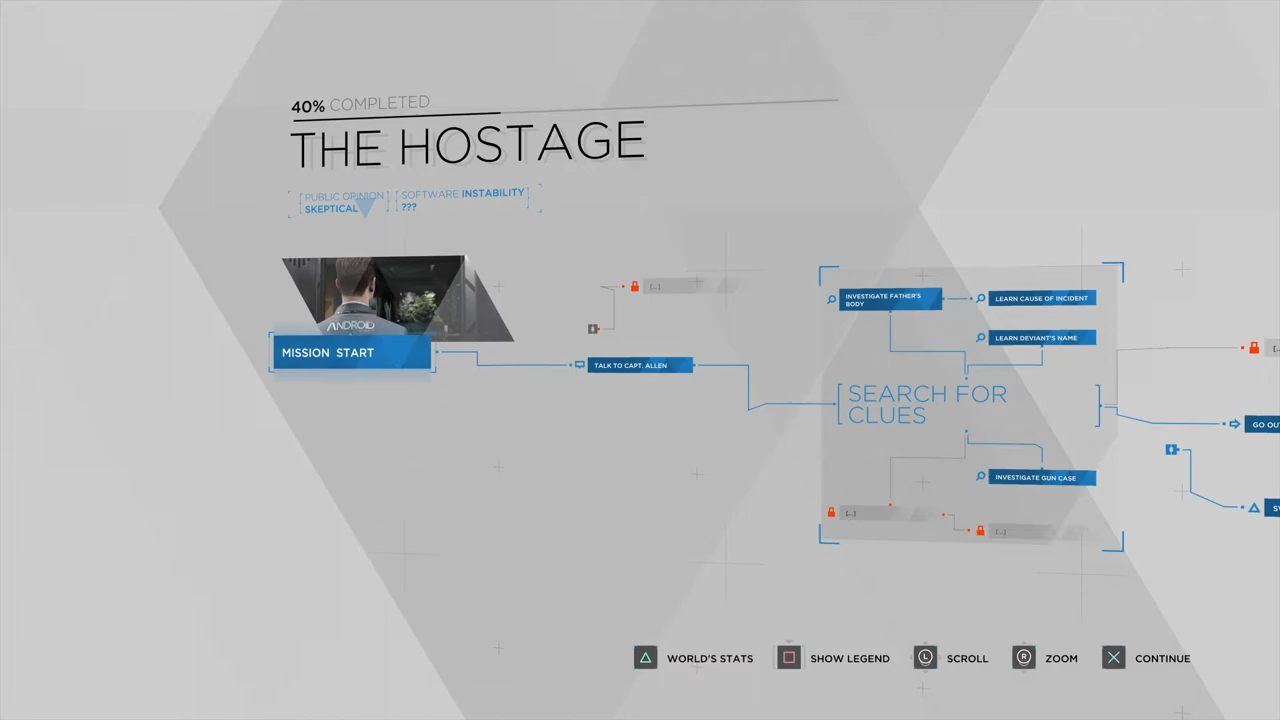 40% COMPLETED
THE HOSTAGE
PUBLIC OPINION
SKEPTICAL
SOFTWARE INSTABILITY
???
ANDROID
MISSION START
[...]
TALK TO CAPT. ALLEN
INVESTIGATE FATHER'S
BODY
LEARN CAUSE OF INCIDENT
LEARN DEVIANT'S NAME
SEARCH FOR
CLUES
INVESTIGATE GUN CASE
[...]
[...]
GO OU
WORLD'S STATS
SHOW LEGEND
L
SCROLL
R
ZOOM
CONTINUE